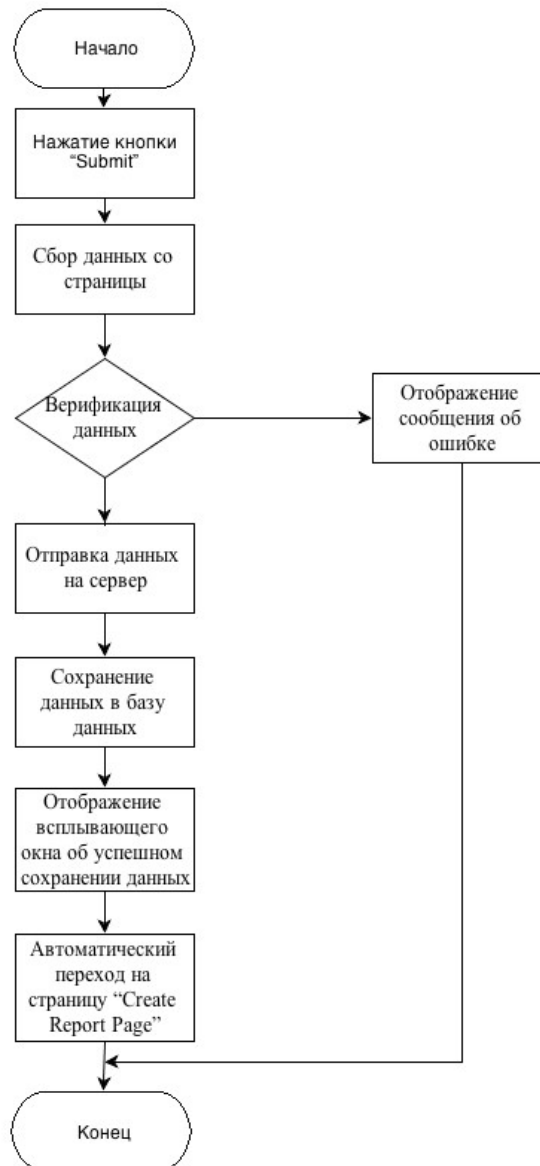 Начало
Нажатие кнопки
“Submit”
Сбор данных со
страницы
Верификация
данных
Отображение
сообщения об
ошибке
Отправка данных
на сервер
Сохранение
данных в базу
данных
Отображение
всплывающего
окна об успешном
сохранении данных
Автоматический
переход на
страницу “Create
Report Page”
Конец